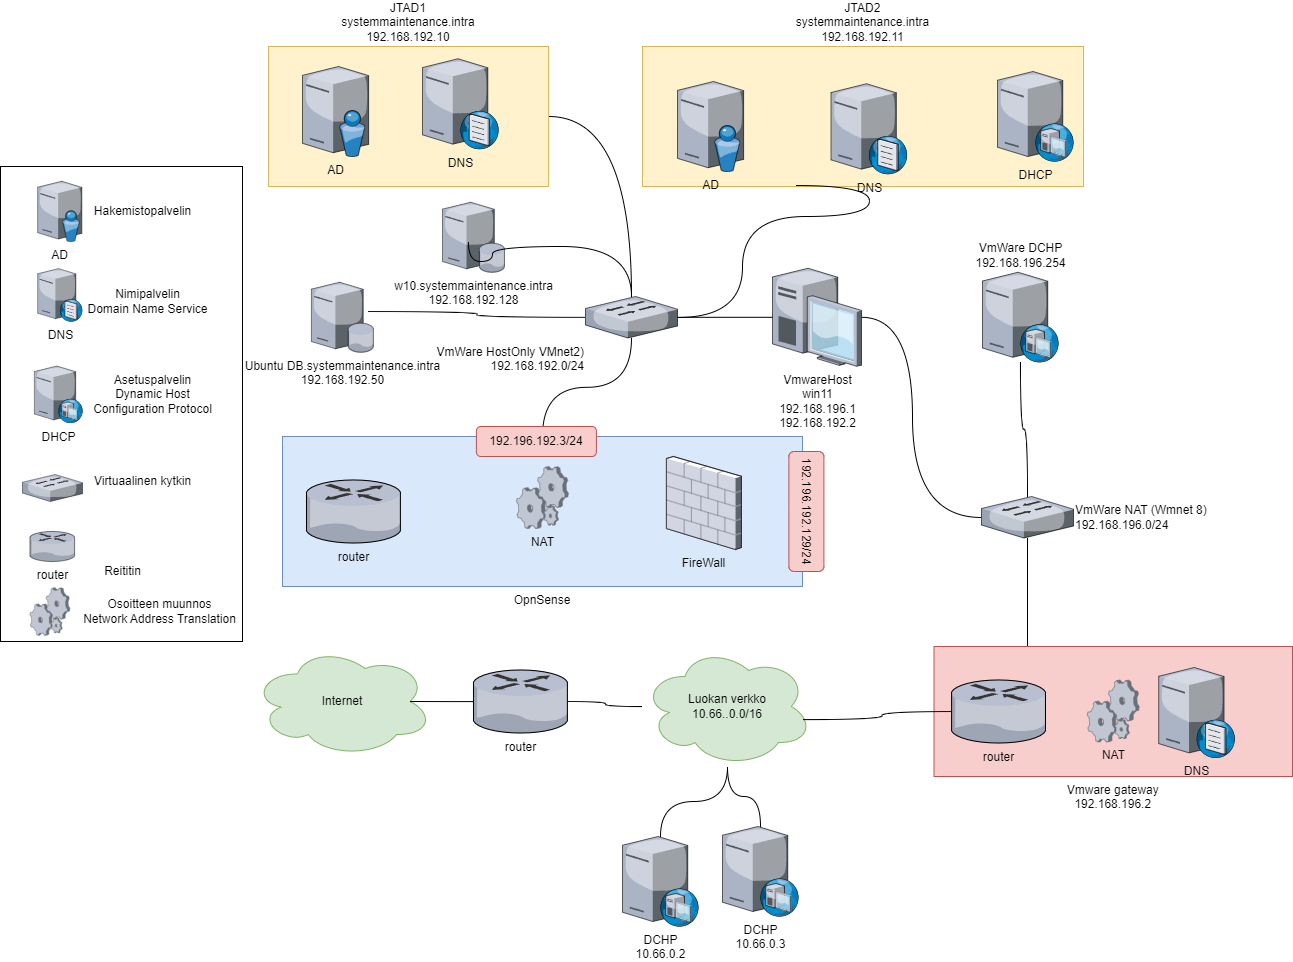 JTAD1
systemmaintenance.intra
192.168.192.10
JTAD2
systemmaintenance.intra
192.168.192.11
AD
DNS
AD
DNS
DHCP
Hakemistopalvelin
AD
Nimipalvelin
Domain Name Service
DNS
Asetuspalvelin
Dynamic Host
Configuration Protocol
DHCP
Virtuaalinen kytkin
router
Reititin
Osoitteen muunnos
Network Address Translation
w10.systemmaintenance.intra
192.168.192.128
Ubuntu DB.systemmaintenance.intra
192.168.192.50
VmWare HostOnly VMnet2)
192.168.192.0/24
VmwareHost
win11
192.168.196.1
192.168.192.2
VmWare DCHP
192.168.196.254
VmWare NAT (Wmnet 8)
192.168.196.0/24
192.196.192.3/24
192.196.192.129/24
router
NAT
FireWall
OpnSense
Internet
router
Luokan verkko
10.66..0.0/16
router
NAT
DNS
Vmware gateway
192.168.196.2
DCHP
10.66.0.2
DCHP
10.66.0.3